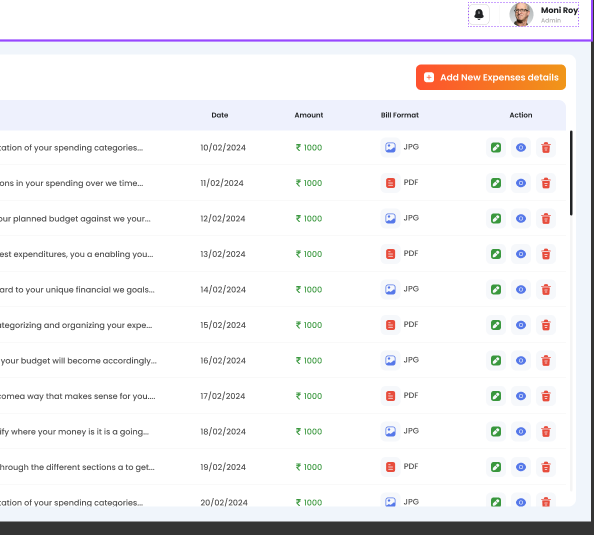 Moni Roy
Admin
Add New Expenses details
Date Amount Bill Format Action
tation of your spending categories... 10/02/2024 ₹ 1000 JPG
ons in your spending over we time... 11/02/2024 ₹ 1000 PDF
our planned budget against we your... 12/02/2024 ₹ 1000 JPG
est expenditures, you a enabling you... 13/02/2024 ₹ 1000 PDF
ard to your unique financial we goals... 14/02/2024 ₹ 1000 JPG
ategorizing and organizing your expe... 15/02/2024 ₹ 1000 PDF
your budget will become accordingly... 16/02/2024 ₹ 1000 JPG
comea way that makes sense for you.... 17/02/2024 ₹ 1000 PDF
ify where your money is it is a going... 18/02/2024 ₹ 1000 JPG
through the different sections a to get... 19/02/2024 ₹ 1000 PDF
tation of your spending categories... 20/02/2024 ₹ 1000 JPG